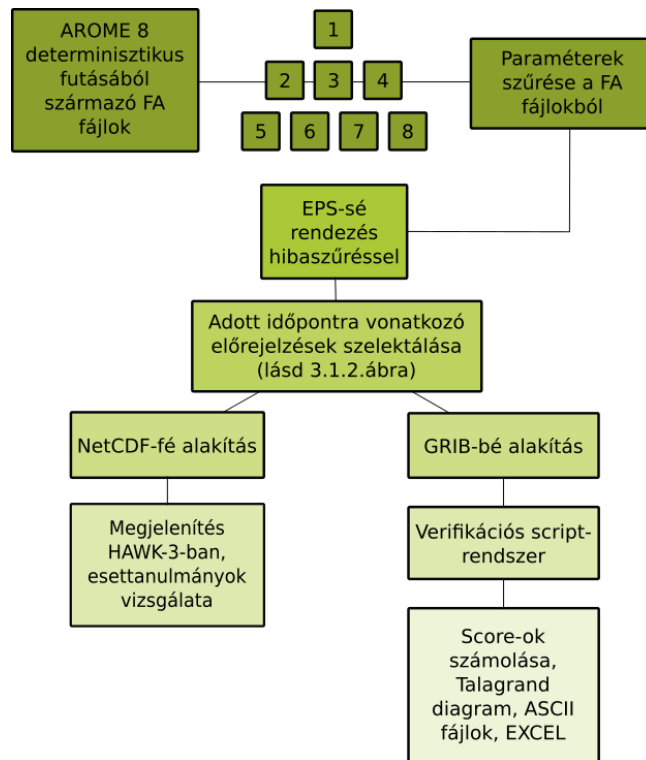 AROME 8
determinisztikus
futásából
származó FA
fájlok
1
2
3
4
5
6
7
8
Paraméterek
szűrése a FA
fájlokból
EPS-sé
rendezés
hibaszűréssel
Adott időpontra vonatkozó
előrejelzések szelektálása
(lásd 3.1.2.ábra)
NetCDF-fé alakítás
GRIB-bé alakítás
Megjelenítés
HAWK-3-ban,
esettanulmányok
vizsgálata
Verifikációs script-
rendszer
Score-ok
számolása,
Talagrand
diagram, ASCII
fájlok, EXCEL